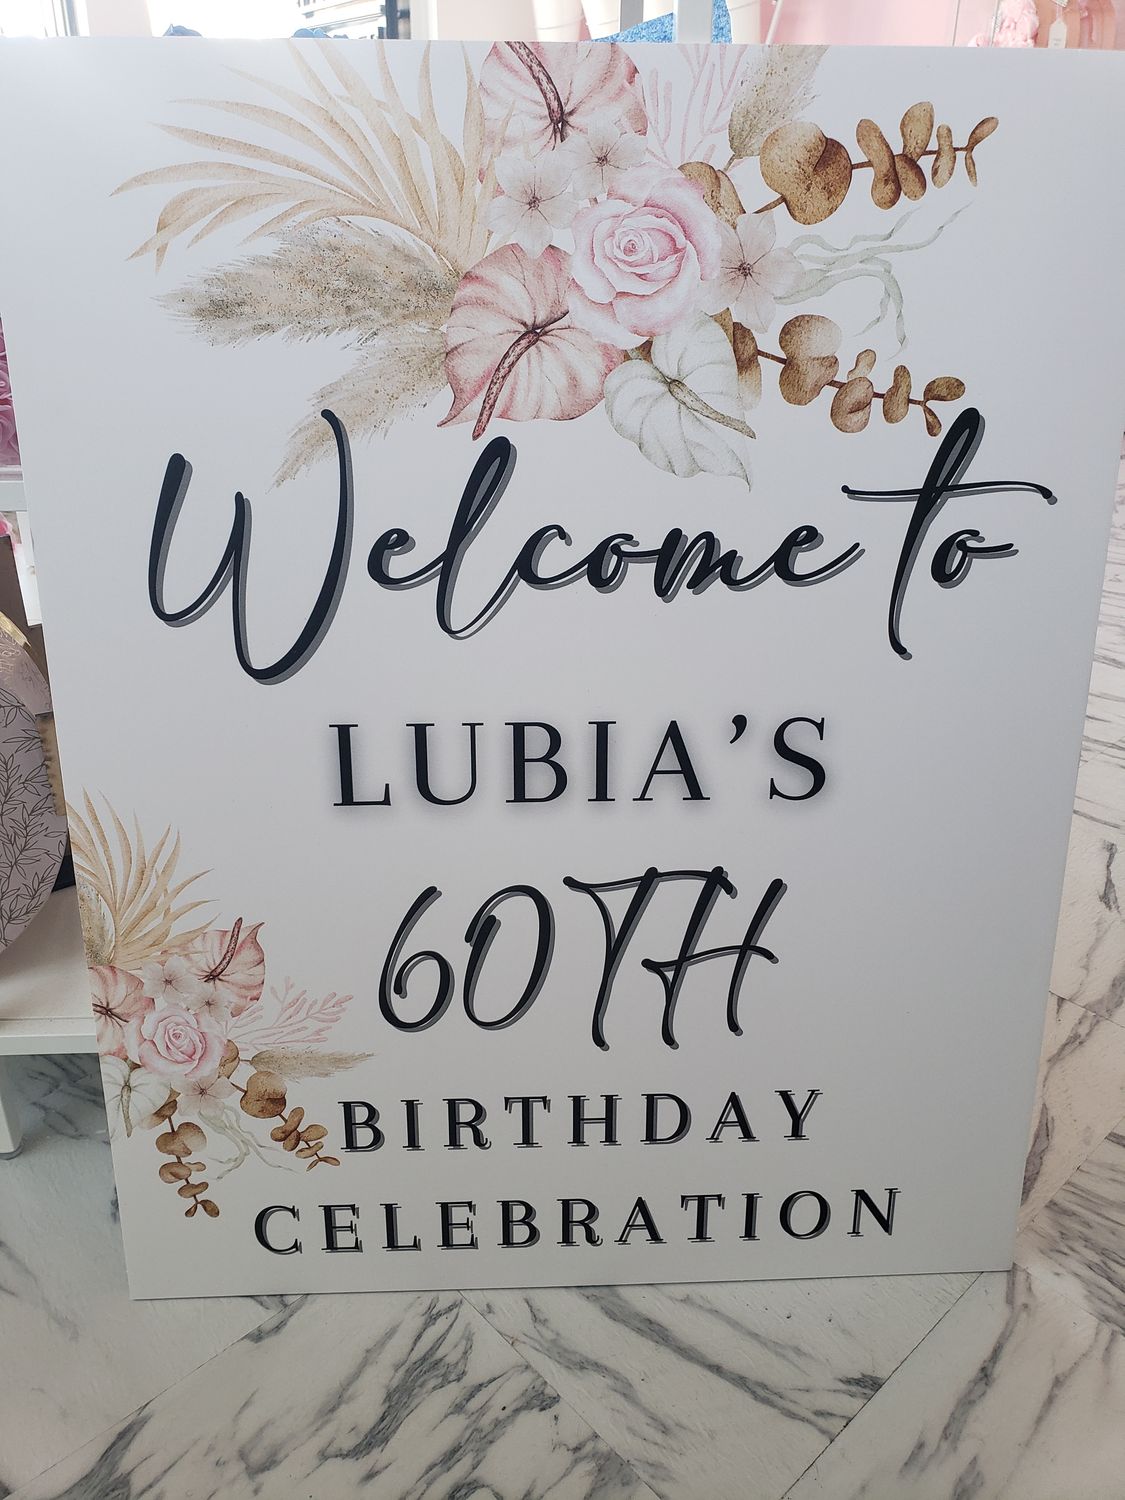 Welcome to
LUBIA'S
60TH
BIRTHDAY
CELEBRATION